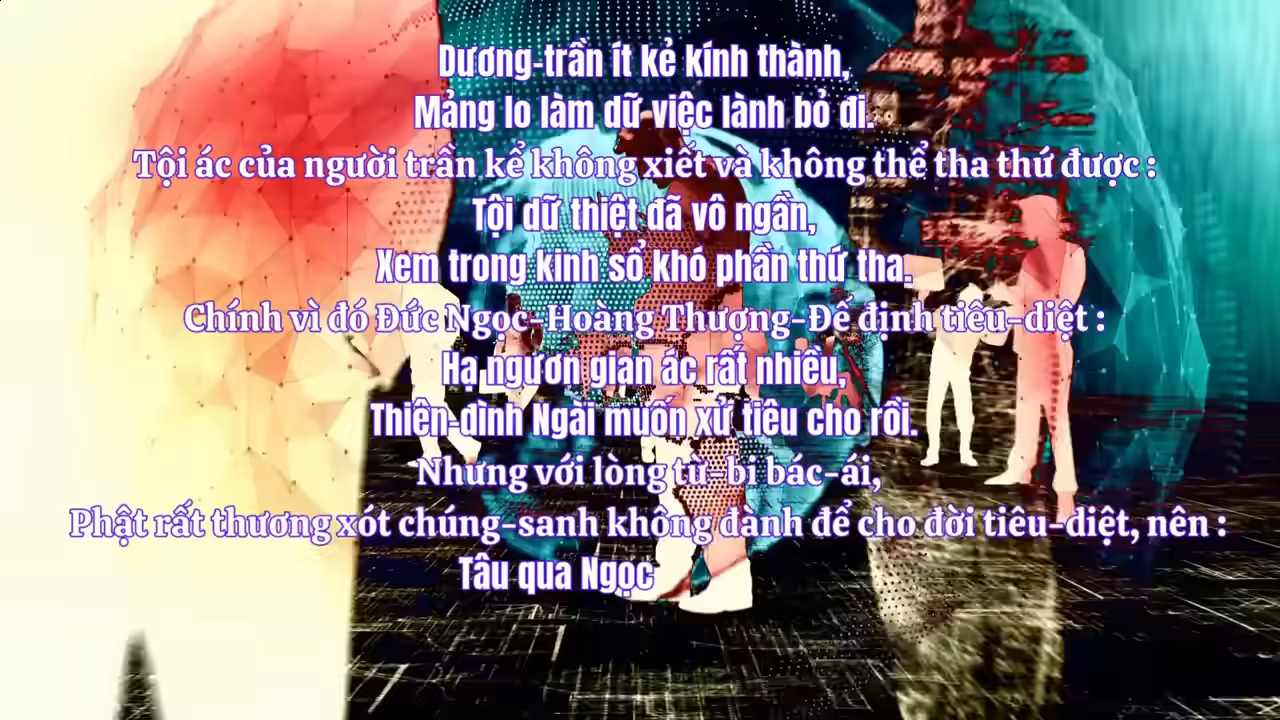 Dương-trần ít kẻ kính thành,
Mảng lo làm dữ việc lành bỏ đi.
Tội ác của người trần kể không xiết và không thể tha thứ được :
Tội dữ thiệt đã vô ngần,
Xem trong kinh sổ khó phần thứ tha.
Chính vì đó Đức Ngọc-Hoàng Thượng-Đế định tiêu-diệt :
Hạ ngươn gian ác rất nhiều,
Thiên-đình Ngài muốn xử tiêu cho rồi.
Nhưng với lòng từ-bi bác-ái,
Phật rất thương xót chúng-sanh không đành để cho đời tiêu-diệt, nên :
Tâu qua Ngọc